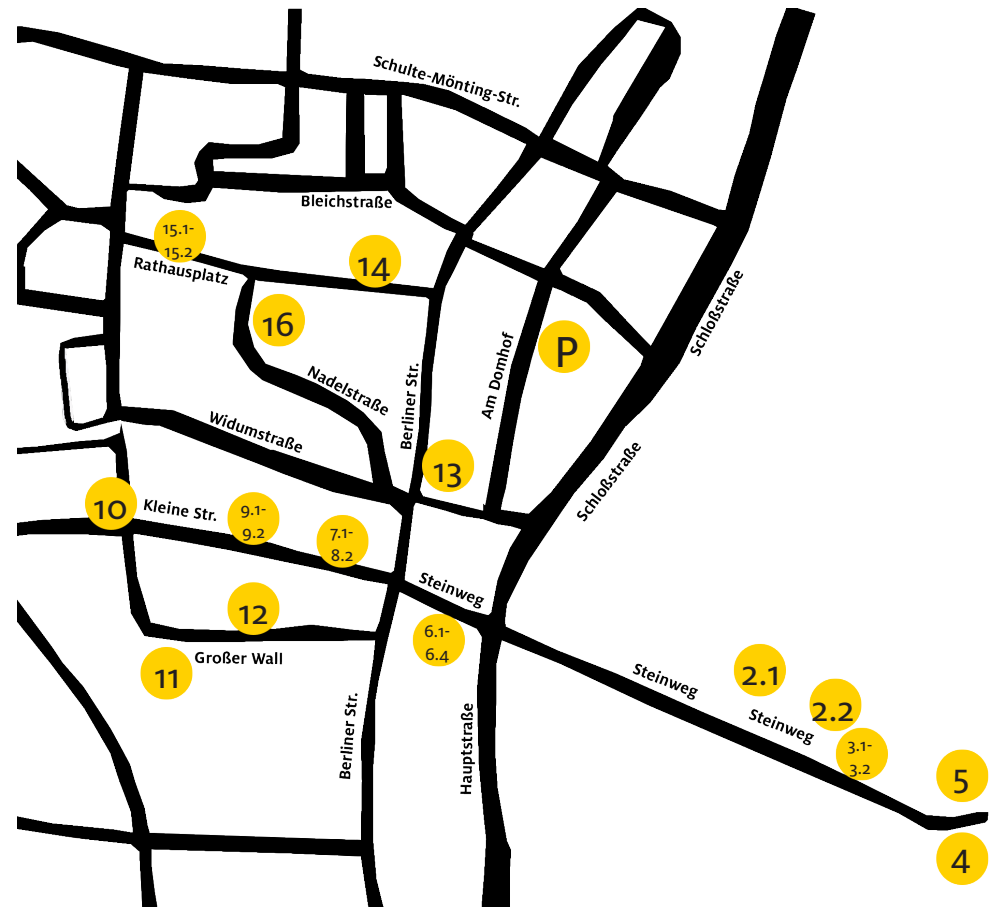 Schulte-Mönting-Str.
Bleichstraße
15.1-
15.2
Rathausplatz
14
Schloßstraße
16
P
Nadelstraße
Berliner Str.
Am Domhof
Widumstraße
13
Schloßstraße
10
Kleine Str.
9.1-
9.2
7.1-
8.2
Steinweg
12
6.1-
6.4
Großer Wall
11
Steinweg
2.1
2.2
Steinweg
3.1-
3.2
Berliner Str.
Hauptstraße
5
4